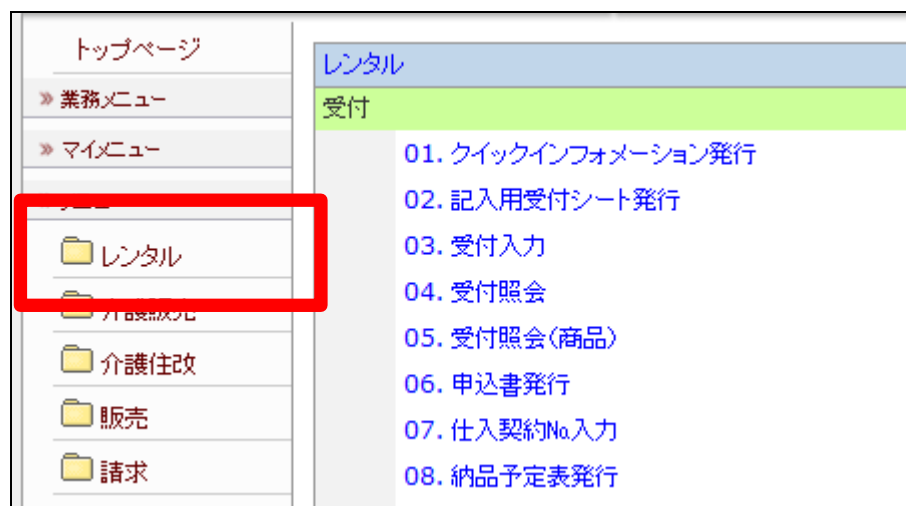 トップページ
» 業務メニュー
» マイメニュー
レンタル
介護住改
販売
請求
レンタル
受付
01. クイックインフォメーション発行
02. 記入用受付シート発行
03. 受付入力
04. 受付照会
05. 受付照会(商品)
06. 申込書発行
07. 仕入契約№入力
08. 納品予定表発行